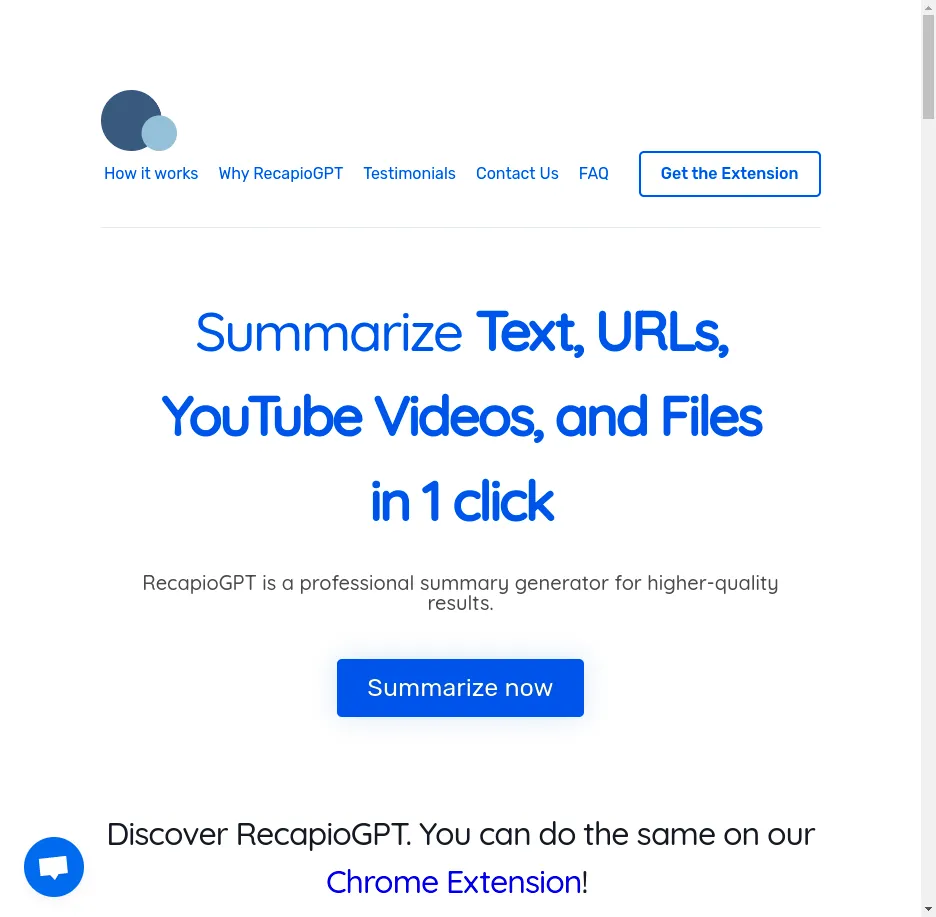 How it works Why RecapioGPT Testimonials Contact Us FAQ Get the Extension
Summarize Text, URLs,
YouTube Videos, and Files
in 1 click
RecapioGPT is a professional summary generator for higher-quality
results.
Summarize now
Discover RecapioGPT. You can do the same on our
Chrome Extension!